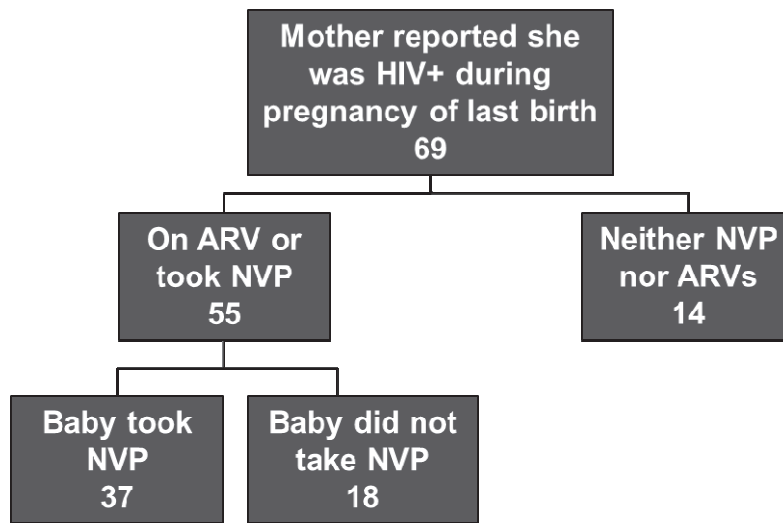 Mother reported she
was HIV+ during
pregnancy of last birth
69
On ARV or
took NVP
55
Neither NVP
nor ARVs
14
Baby took
NVP
37
Baby did not
take NVP
18